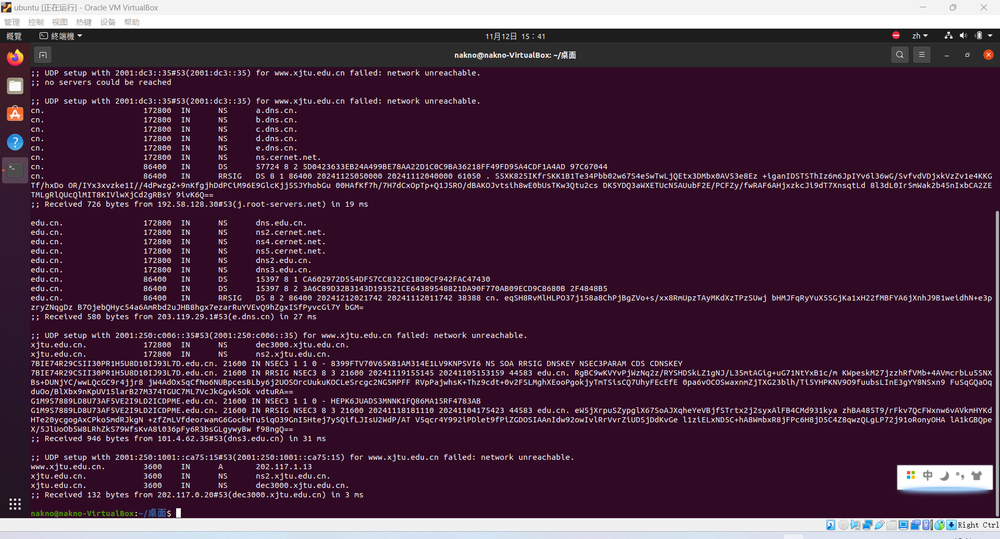 ubuntu [正在运行] - Oracle VM VirtualBox
管理 控制 视图 热键 设备 帮助
概覽 終端機 11月12日 15：41 zh
nakno@nakno-VirtualBox: ~/桌面
;; UDP setup with 2001:dc3::35#53(2001:dc3::35) for www.xjtu.edu.cn failed: network unreachable.
;; no servers could be reached
;; UDP setup with 2001:dc3::35#53(2001:dc3::35) for www.xjtu.edu.cn failed: network unreachable.
cn. 172800 IN NS a.dns.cn.
cn. 172800 IN NS b.dns.cn.
cn. 172800 IN NS c.dns.cn.
cn. 172800 IN NS d.dns.cn.
cn. 172800 IN NS e.dns.cn.
cn. 172800 IN NS ns.cernet.net.
cn. 86400 IN DS 57724 8 2 5D0423633EB24A499BE78AA22D1C0C9BA36218FF49FD95A4CDF1A4AD 97C67044
cn. 86400 IN RRSIG DS 8 1 86400 20241125050000 20241112040000 61050 . S5XK825IKfrSKK1B1Te34Pbb02w67S4e5wTwLjQEtx3DMbx0AV53e8Ez +iganIDSTSThIz6m6JpIYv6l36wG/SvfvdVDjxkVzZv1e4KKG
Tf/hxDo OR/IYx3xvzke1I//4dPwzgZ+9nKfgjhDdPCiM96E9GlcKjj5SJYhobGu 00HAfKf7h/7H7dCxOpTp+Q1J5RO/dBAKOJvtsih8wE0bUsTKw3Qtu2cs DK5YDQ3aWXETUcN5AUubF2E/PCFZy/fwRAF6AHjxzkcJi9dT7XnsqtLd 8l3dL0Ir5mWak2b45nIxbCA2ZE
TMLgRlQUcQlMIT8KIVlwXjCd2gRBsY 9ivK6Q==
;; Received 726 bytes from 192.58.128.30#53(j.root-servers.net) in 19 ms
edu.cn. 172800 IN NS dns.edu.cn.
edu.cn. 172800 IN NS ns2.cernet.net.
edu.cn. 172800 IN NS ns4.cernet.net.
edu.cn. 172800 IN NS ns5.cernet.net.
edu.cn. 172800 IN NS dns2.edu.cn.
edu.cn. 172800 IN NS dns3.edu.cn.
edu.cn. 86400 IN DS 15397 8 1 CA602972D554DF57CC8322C18D9CF942FAC47430
edu.cn. 86400 IN DS 15397 8 2 3A6C89D32B3143D193521CE64389548821DA90F770AB09ECD9C8680B 2F4848B5
edu.cn. 86400 IN RRSIG DS 8 2 86400 20241212021742 20241112011742 38388 cn. eqSH8RvMlHLPO37j158a8ChPjBgZVo+s/xx8RmUpzTAyMKdXzTPzSUwj bHMJFqRyYuX5SGjKa1xH22fMBFYA6jXnhJ9B1weidhN+e3p
zryZNqgDz B7OjebQHyc54a6AmRbd2uJHB8hgx7ezarRuYVEvQ9hZgxISfPyvcGi7Y bGM=
;; Received 580 bytes from 203.119.29.1#53(e.dns.cn) in 27 ms
;; UDP setup with 2001:250:c006::35#53(2001:250:c006::35) for www.xjtu.edu.cn failed: network unreachable.
xjtu.edu.cn. 172800 IN NS dec3000.xjtu.edu.cn.
xjtu.edu.cn. 172800 IN NS ns2.xjtu.edu.cn.
7BIE74R29CSII30PR1H5U8D10IJ93L7D.edu.cn. 21600 IN NSEC3 1 1 0 - 8399FTV70V65KB1AM314E1LV9KNPSVI6 NS SOA RRSIG DNSKEY NSEC3PARAM CDS CDNSKEY
7BIE74R29CSII30PR1H5U8D10IJ93L7D.edu.cn. 21600 IN RRSIG NSEC3 8 3 21600 20241119155145 20241105153159 44583 edu.cn. RgBC9wKVYvPjWzNq2z/RYSHDSkLZ1gNJ/L35mtAGig+uG71NtYxB1c/m KWpeskM27jzzhRfVMb+4AVmcrbLu5SNX
Bs+DUNjYC/wwLQcGC9r4jjr8 jW4AdOx5qCfNo6NUBpcesBLby6j2UOSOrcUukuKOCLeSrcgc2NG5MPFF RVpPajwhsK+Thz9cdt+0v2FSLMghXEooPgokjyTmTSisCQ7UhyFEcEfE 0pa6vOCOSwaxnmZjTXG23blh/Ti5YHPKNV9O9fuubsLInE3gYY8NSxn9 FuSqGQaOq
duOo/BlXbx9nKpUV15larB27M374TGUC7ML7VcJkGgvk5Ok vdtuRA==
G1M9S7889LD8U73AF5VE2I9LD2ICDPME.edu.cn. 21600 IN NSEC3 1 1 0 - HEPK6JUADS3MNNK1FQ86MA15RF4783AB
G1M9S7889LD8U73AF5VE2I9LD2ICDPME.edu.cn. 21600 IN RRSIG NSEC3 8 3 21600 20241118181110 20241104175423 44583 edu.cn. eW5jXrpuSZypglX67SoAJXqheYeVBjfSTrtx2j2syxAlFB4CMd931kya zhBA485T9/rFkv7QcFWxnw6vAVkmHYKd
HTe20ycgogAxCPko5mdRJkgN +zfZmLVfdeorwamG6GockHTu5iqO39GnI5Htej7ySQifLJIsU2WdP/AT V5qcr4Y992iPDlet9fPiZGDOSIAAnIdw92owIvlRrVvrZiUDSjDdKvGe l1ziELxND5C+hA8WmbxR8jFPc6H8jD5C4Z8qwzQLgLP72j91oRonyOHA lA1kGBQpe
X/5JlUoOb5W8LRhZkS79WfsKvA8i036pFy6R3bsGLgywyBw f98ngQ==
;; Received 946 bytes from 101.4.62.35#53(dns3.edu.cn) in 31 ms
;; UDP setup with 2001:250:1001::ca75:15#53(2001:250:1001::ca75:15) for www.xjtu.edu.cn failed: network unreachable.
www.xjtu.edu.cn. 3600 IN A 202.117.1.13
xjtu.edu.cn. 3600 IN NS ns2.xjtu.edu.cn.
xjtu.edu.cn. 3600 IN NS dec3000.xjtu.edu.cn.
;; Received 132 bytes from 202.117.0.20#53(dec3000.xjtu.edu.cn) in 3 ms
nakno@nakno-VirtualBox:~/桌面$
中
Right Ctrl